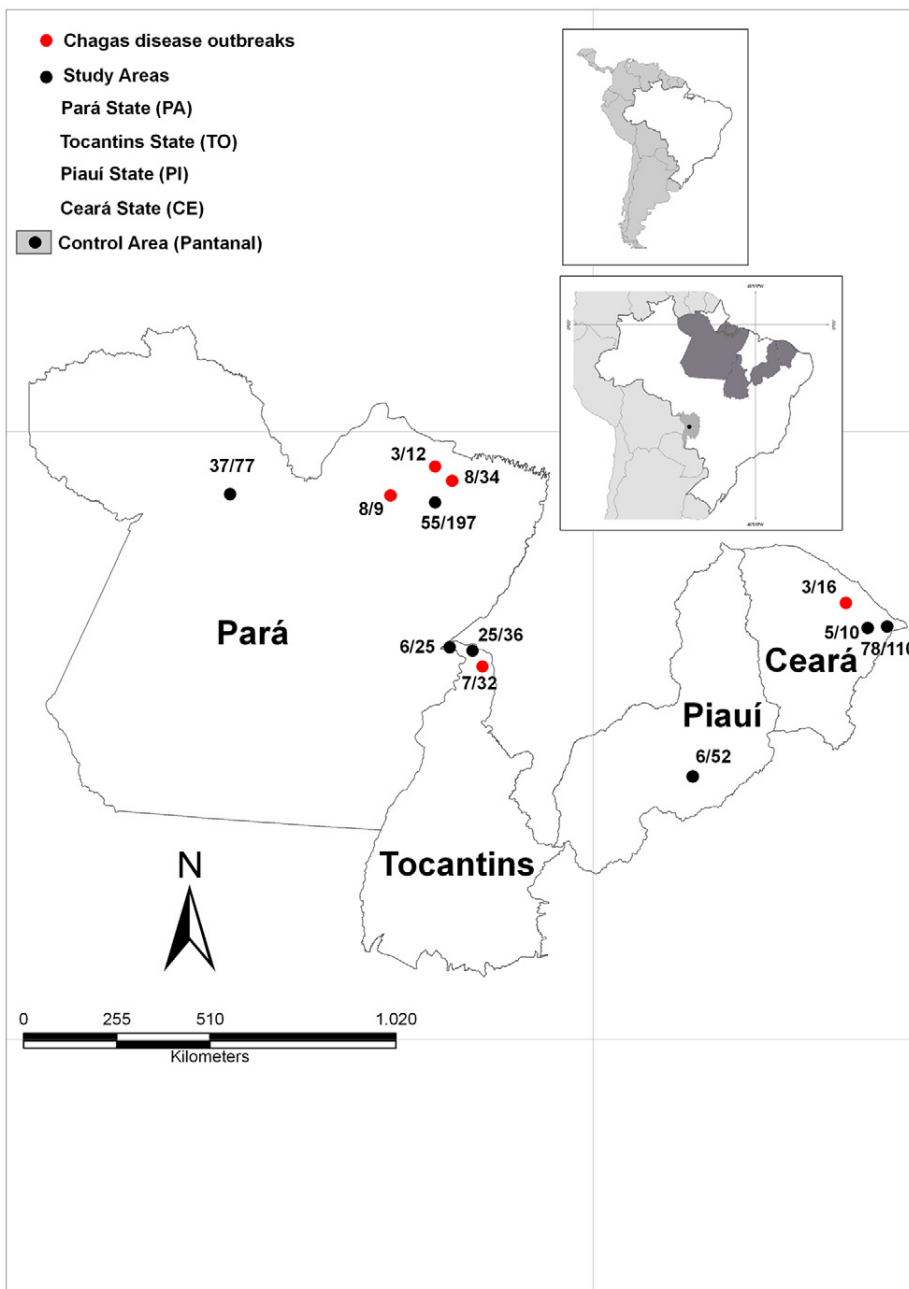 Chagas disease outbreaks
Study Areas
Pará State (PA)
Tocantins State (TO)
Piauí State (PI)
Ceará State (CE)
Control Area (Pantanal)
37/77
3/12
8/34
8/9
55/197
3/16
5/10
78/110
Pará
6/25
25/36
7/32
Ceará
Piauí
6/52
Tocantins
N
0 255 510 1.020
Kilometers